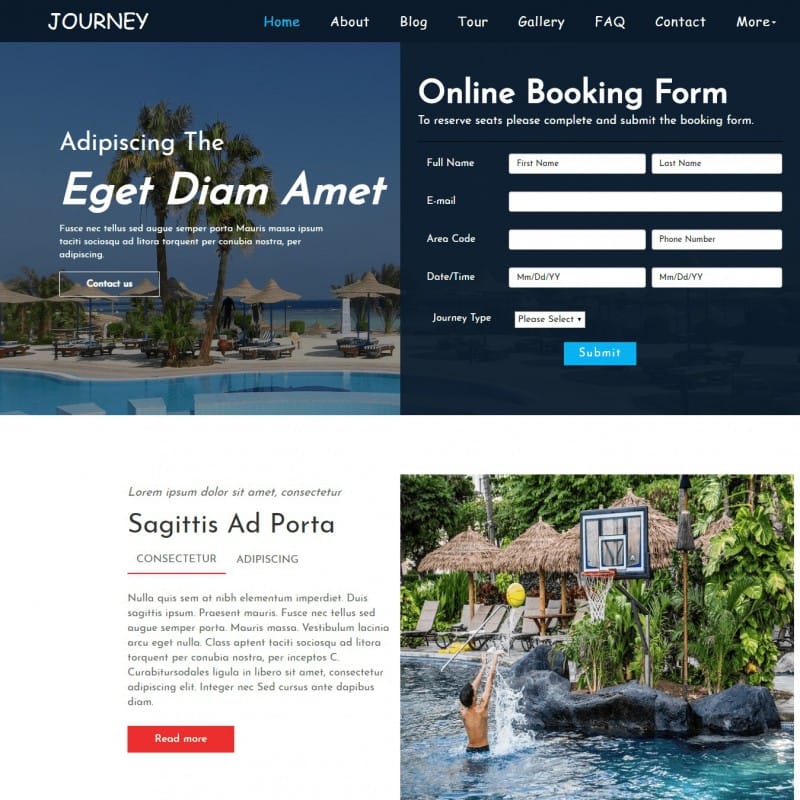 JOURNEY
Home About Blog Tour Gallery FAQ Contact More
Adipiscing The
Eget Diam Amet
Fusce nec tellus sed augue semper porta Mauris massa ipsum
taciti sociosqu ad litora torquent per conubia nostra, per
adipiscing.
Contact us
Online Booking Form
To reserve seats please complete and submit the booking form.
Full Name First Name Last Name
E-mail
Area Code Phone Number
Date/Time Mm/Dd/YY Mm/Dd/YY
Journey Type Please Select
Submit
Lorem ipsum dolor sit amet, consectetur
Sagittis Ad Porta
CONSECTETUR ADIPISCING
Nulla quis sem at nibh elementum imperdiet. Duis
sagittis ipsum. Praesent mauris. Fusce nec tellus sed
augue semper porta. Mauris massa. Vestibulum lacinia
arcu eget nulla. Class aptent taciti sociosqu ad litora
torquent per conubia nostra, per inceptos C.
Curabitursodales ligula in libero sit amet, consectetur
adipiscing elit. Integer nec Sed cursus ante dapibus
diam.
Read more